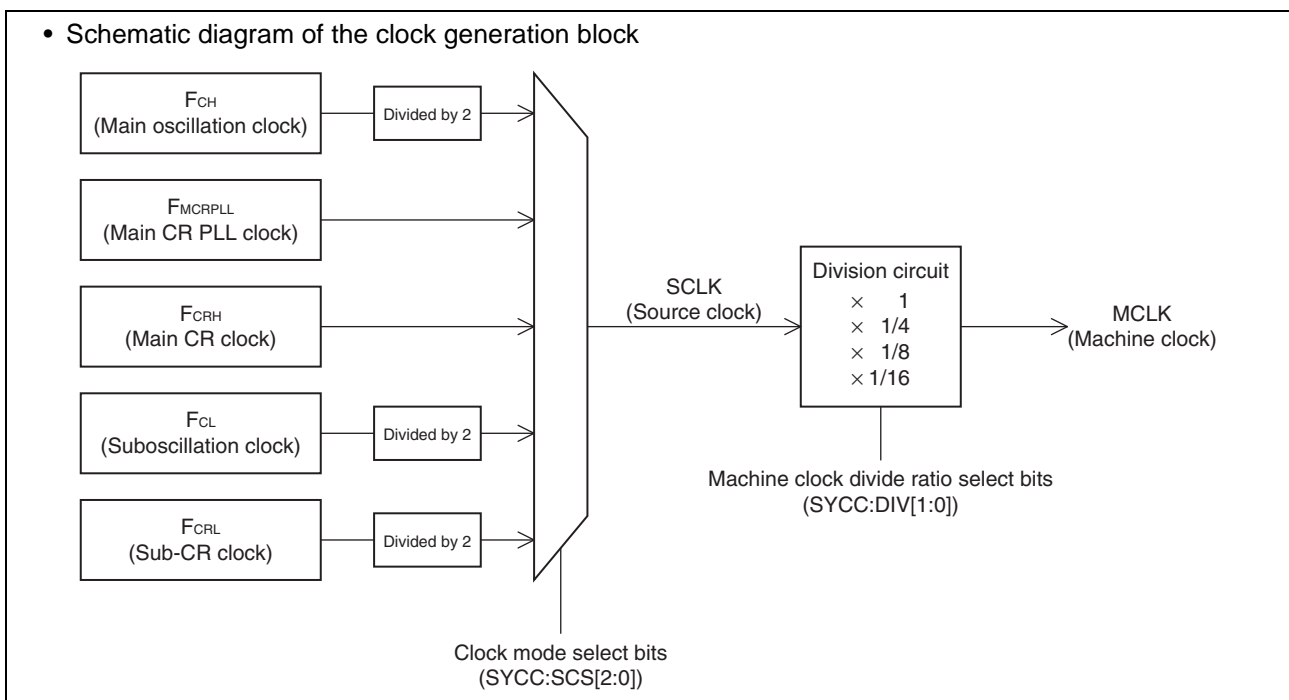 • Schematic diagram of the clock generation block
FCH
(Main oscillation clock)
Divided by 2
FMCRPLL
(Main CR PLL clock)
FCRH
(Main CR clock)
FCL
(Suboscillation clock)
Divided by 2
FCRL
(Sub-CR clock)
Divided by 2
SCLK
(Source clock)
Division circuit
× 1
× 1/4
× 1/8
× 1/16
MCLK
(Machine clock)
Machine clock divide ratio select bits
(SYCC:DIV[1:0])
Clock mode select bits
(SYCC:SCS[2:0])